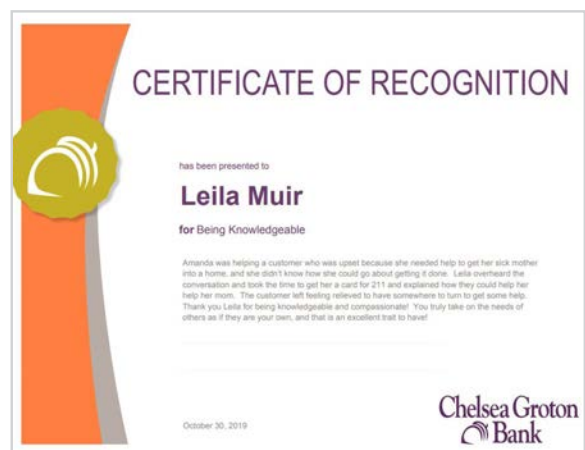 CERTIFICATE OF RECOGNITION
has been presented to
Leila Muir
for Being Knowledgeable
Amanda was helping a customer who was upset because she needed help to get her sick mother
into a home, and she didn't know how she could go about getting it done. Leila overheard the
conversation and took the time to get her a card for 211 and explained how they could help her
help her mom. The customer left feeling relieved to have somewhere to turn to get some help.
Thank you Leila for being knowledgeable and compassionate! You truly take on the needs of
others as if they are your own, and that is an excellent trait to have!
October 30, 2019
Chelsea Groton
Bank